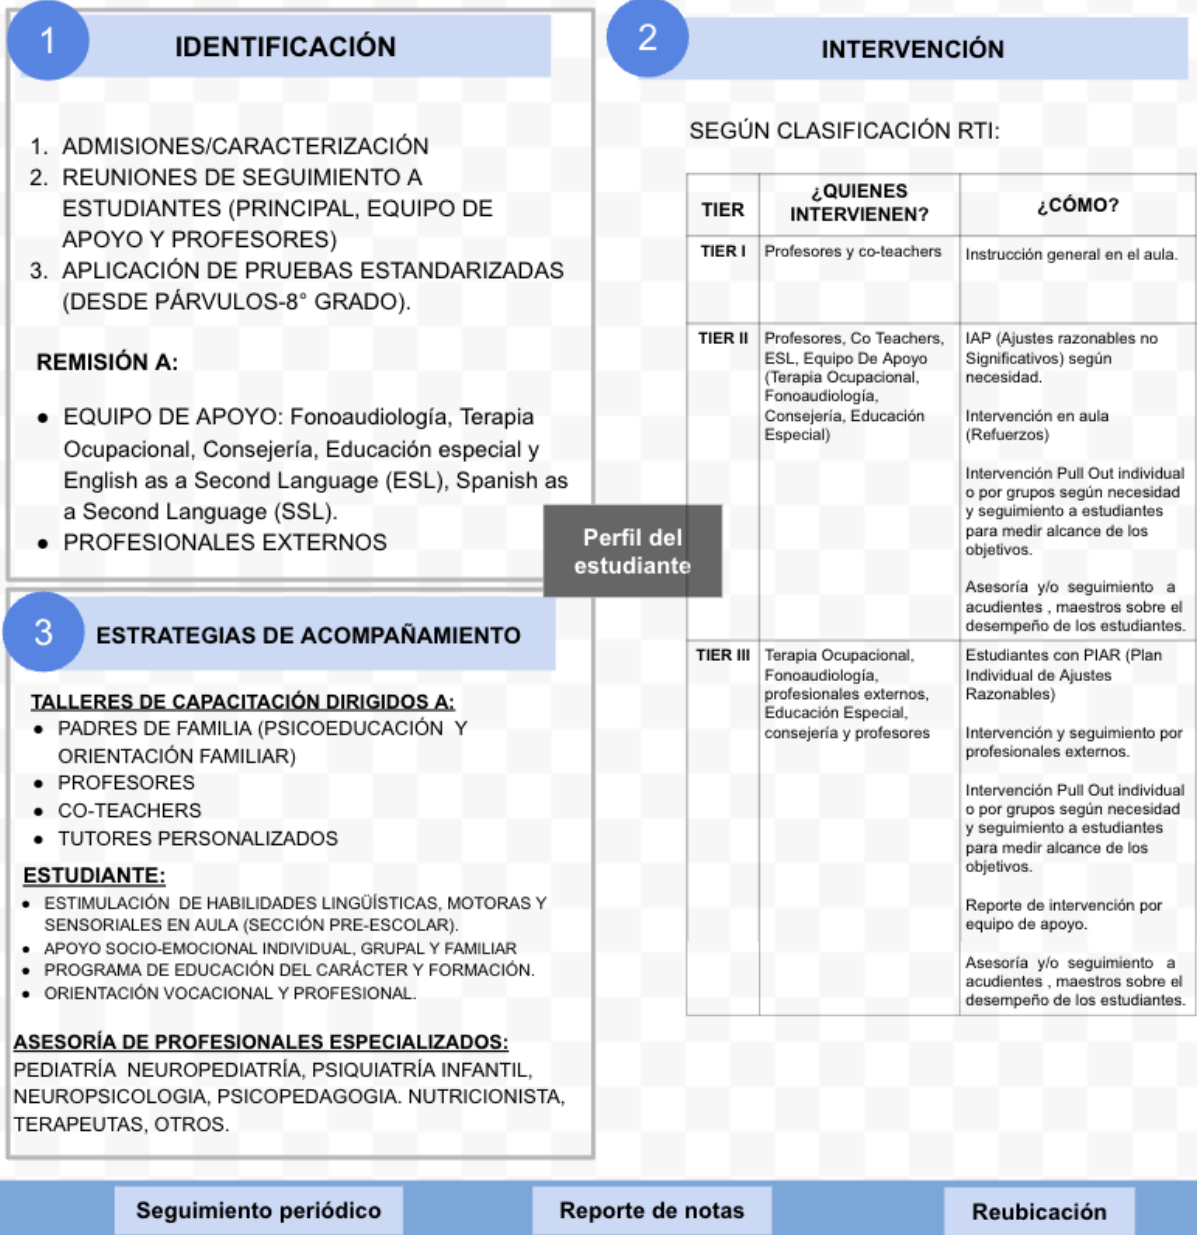 1
IDENTIFICACIÓN
1. ADMISIONES/CARACTERIZACIÓN
2. REUNIONES DE SEGUIMIENTO A
ESTUDIANTES (PRINCIPAL, EQUIPO DE
APOYO Y PROFESORES)
3. APLICACIÓN DE PRUEBAS ESTANDARIZADAS
(DESDE PÁRVULOS-8° GRADO).
REMISIÓN A:
● EQUIPO DE APOYO: Fonoaudiología, Terapia
Ocupacional, Consejería, Educación especial y
English as a Second Language (ESL), Spanish as
a Second Language (SSL).
● PROFESIONALES EXTERNOS
2
INTERVENCIÓN
SEGÚN CLASIFICACIÓN RTI:
TIER
¿QUIENES
INTERVIENEN?
¿CÓMO?
TIER I
Profesores y co-teachers
Instrucción general en el aula.
TIER II
Profesores, Co Teachers,
ESL, Equipo De Apoyo
(Terapia Ocupacional,
Fonoaudiología,
Consejería, Educación
Especial)
IAP (Ajustes razonables no
Significativos) según
necesidad.
Intervención en aula
(Refuerzos)
Intervención Pull Out individual
o por grupos según necesidad
y seguimiento a estudiantes
para medir alcance de los
objetivos.
Asesoría y/o seguimiento a
acudientes , maestros sobre el
desempeño de los estudiantes.
TIER III
Terapia Ocupacional,
Fonoaudiología,
profesionales externos,
Educación Especial,
consejería y profesores
Estudiantes con PIAR (Plan
Individual de Ajustes
Razonables)
Intervención y seguimiento por
profesionales externos.
Intervención Pull Out individual
o por grupos según necesidad
y seguimiento a estudiantes
para medir alcance de los
objetivos.
Reporte de intervención por
equipo de apoyo.
Asesoría y/o seguimiento a
acudientes , maestros sobre el
desempeño de los estudiantes.
Perfil del
estudiante
3
ESTRATEGIAS DE ACOMPAÑAMIENTO
TALLERES DE CAPACITACIÓN DIRIGIDOS A:
● PADRES DE FAMILIA (PSICOEDUCACIÓN Y
ORIENTACIÓN FAMILIAR)
● PROFESORES
● CO-TEACHERS
● TUTORES PERSONALIZADOS
ESTUDIANTE:
● ESTIMULACIÓN DE HABILIDADES LINGÜÍSTICAS, MOTORAS Y
SENSORIALES EN AULA (SECCIÓN PRE-ESCOLAR).
● APOYO SOCIO-EMOCIONAL INDIVIDUAL, GRUPAL Y FAMILIAR
● PROGRAMA DE EDUCACIÓN DEL CARÁCTER Y FORMACIÓN.
● ORIENTACIÓN VOCACIONAL Y PROFESIONAL.
ASESORÍA DE PROFESIONALES ESPECIALIZADOS:
PEDIATRÍA NEUROPEDIATRÍA, PSIQUIATRÍA INFANTIL,
NEUROPSICOLOGIA, PSICOPEDAGOGIA. NUTRICIONISTA,
TERAPEUTAS, OTROS.
Seguimiento periódico
Reporte de notas
Reubicación